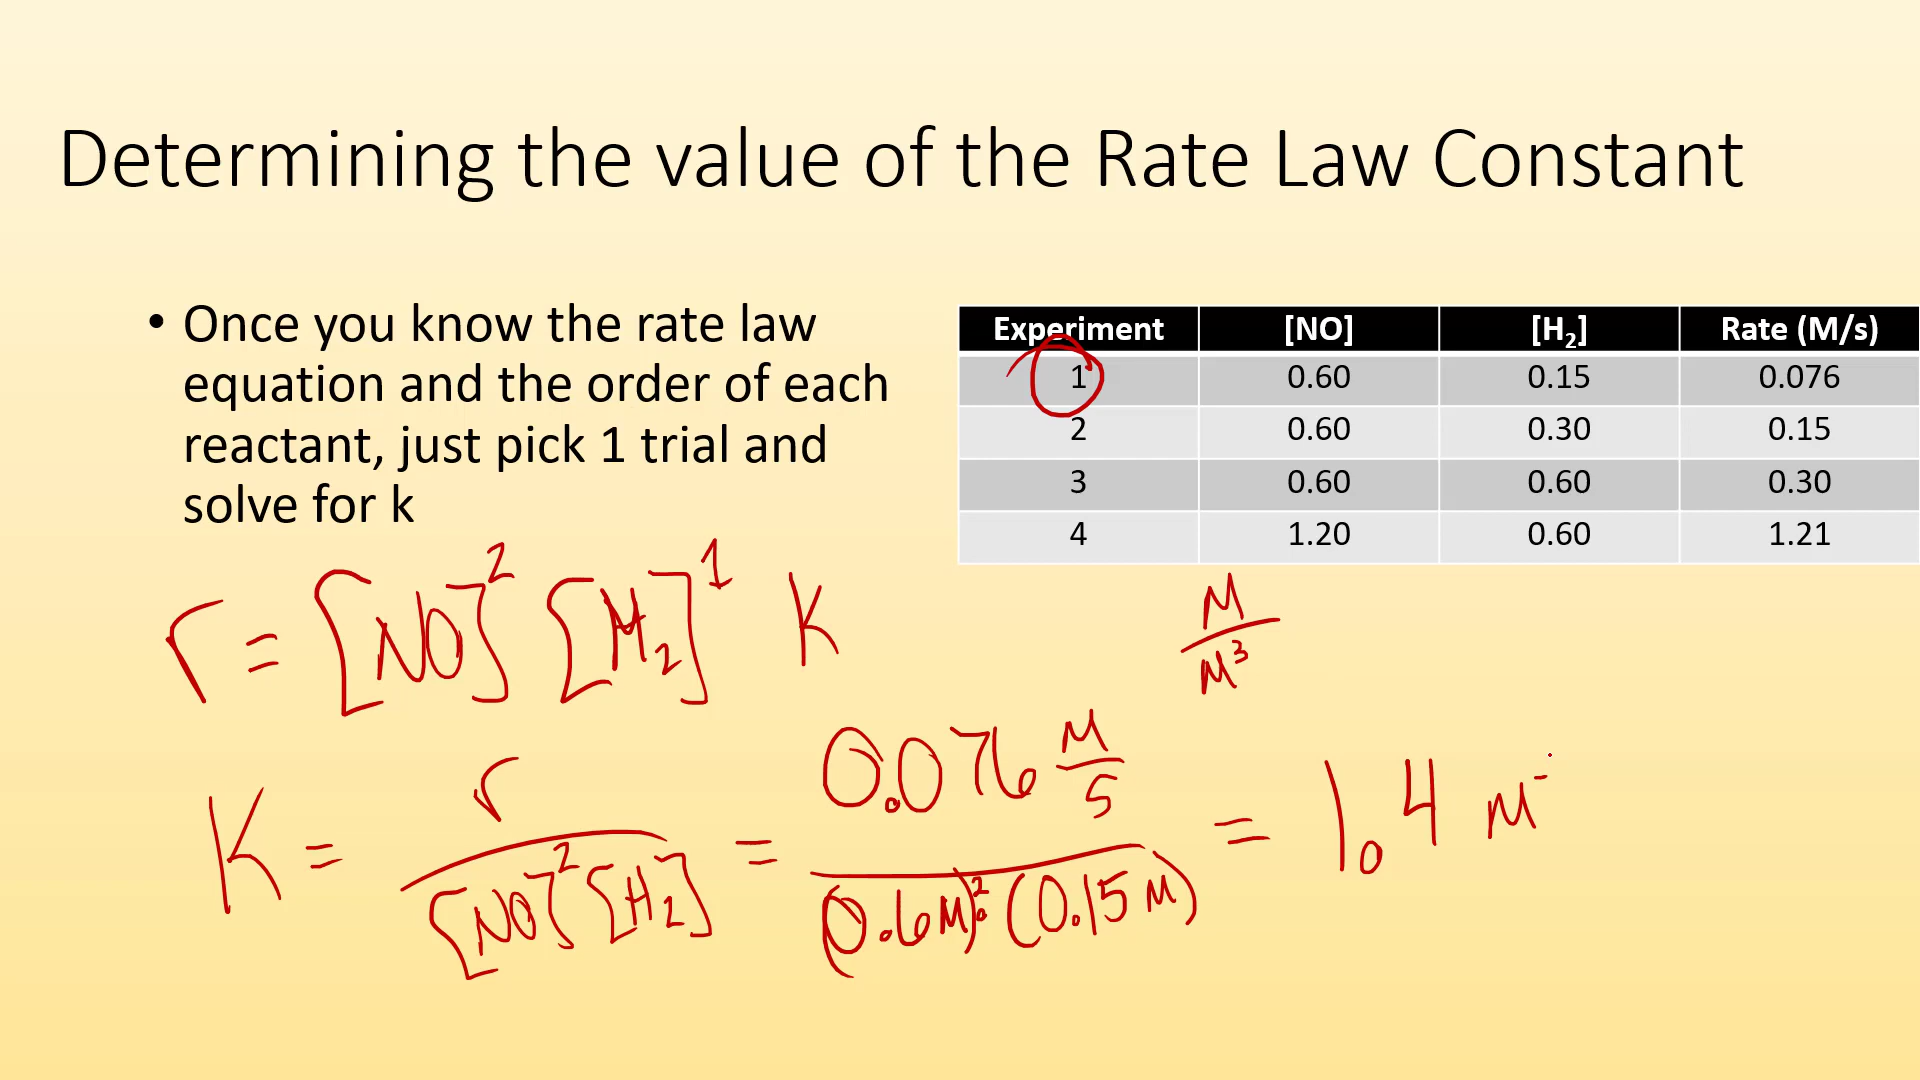 Determining the value of the Rate Law Constant
• Once you know the rate law
equation and the order of each
reactant, just pick 1 trial and
solve for k
Experiment [NO] [H₂] Rate (M/s)
1 0.60 0.15 0.076
2 0.60 0.30 0.15
3 0.60 0.60 0.30
4 1.20 0.60 1.21
r = [NO]² [H₂]¹ K
M/M³
K = r/[NO]²[H₂] = 0.076 M/s / (0.6M)² (0.15M) = 1.4 M⁻